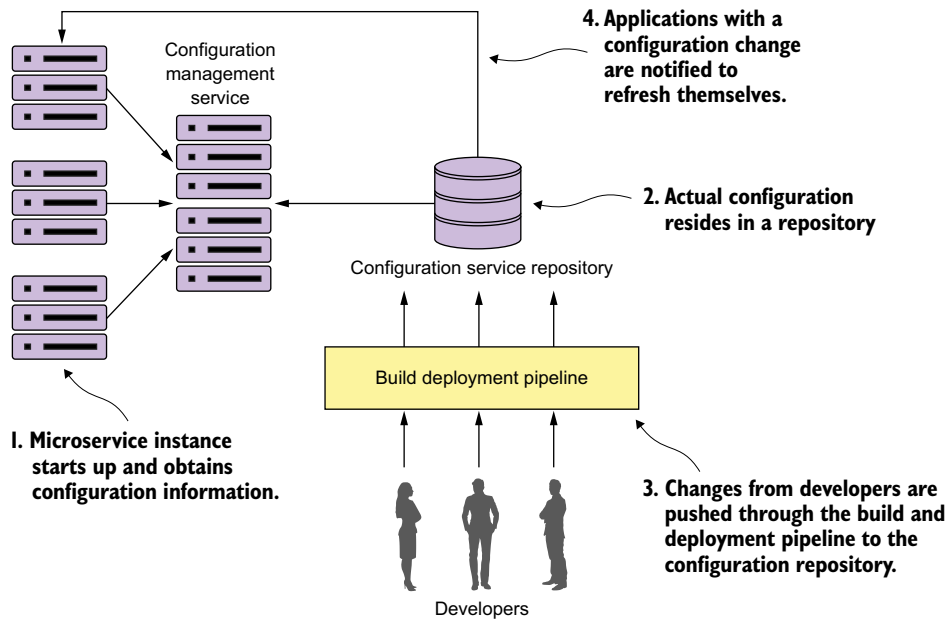 4. Applications with a
configuration change
are notified to
refresh themselves.
Configuration
management
service
2. Actual configuration
resides in a repository
Configuration service repository
Build deployment pipeline
1. Microservice instance
starts up and obtains
configuration information.
3. Changes from developers are
pushed through the build and
deployment pipeline to the
configuration repository.
Developers